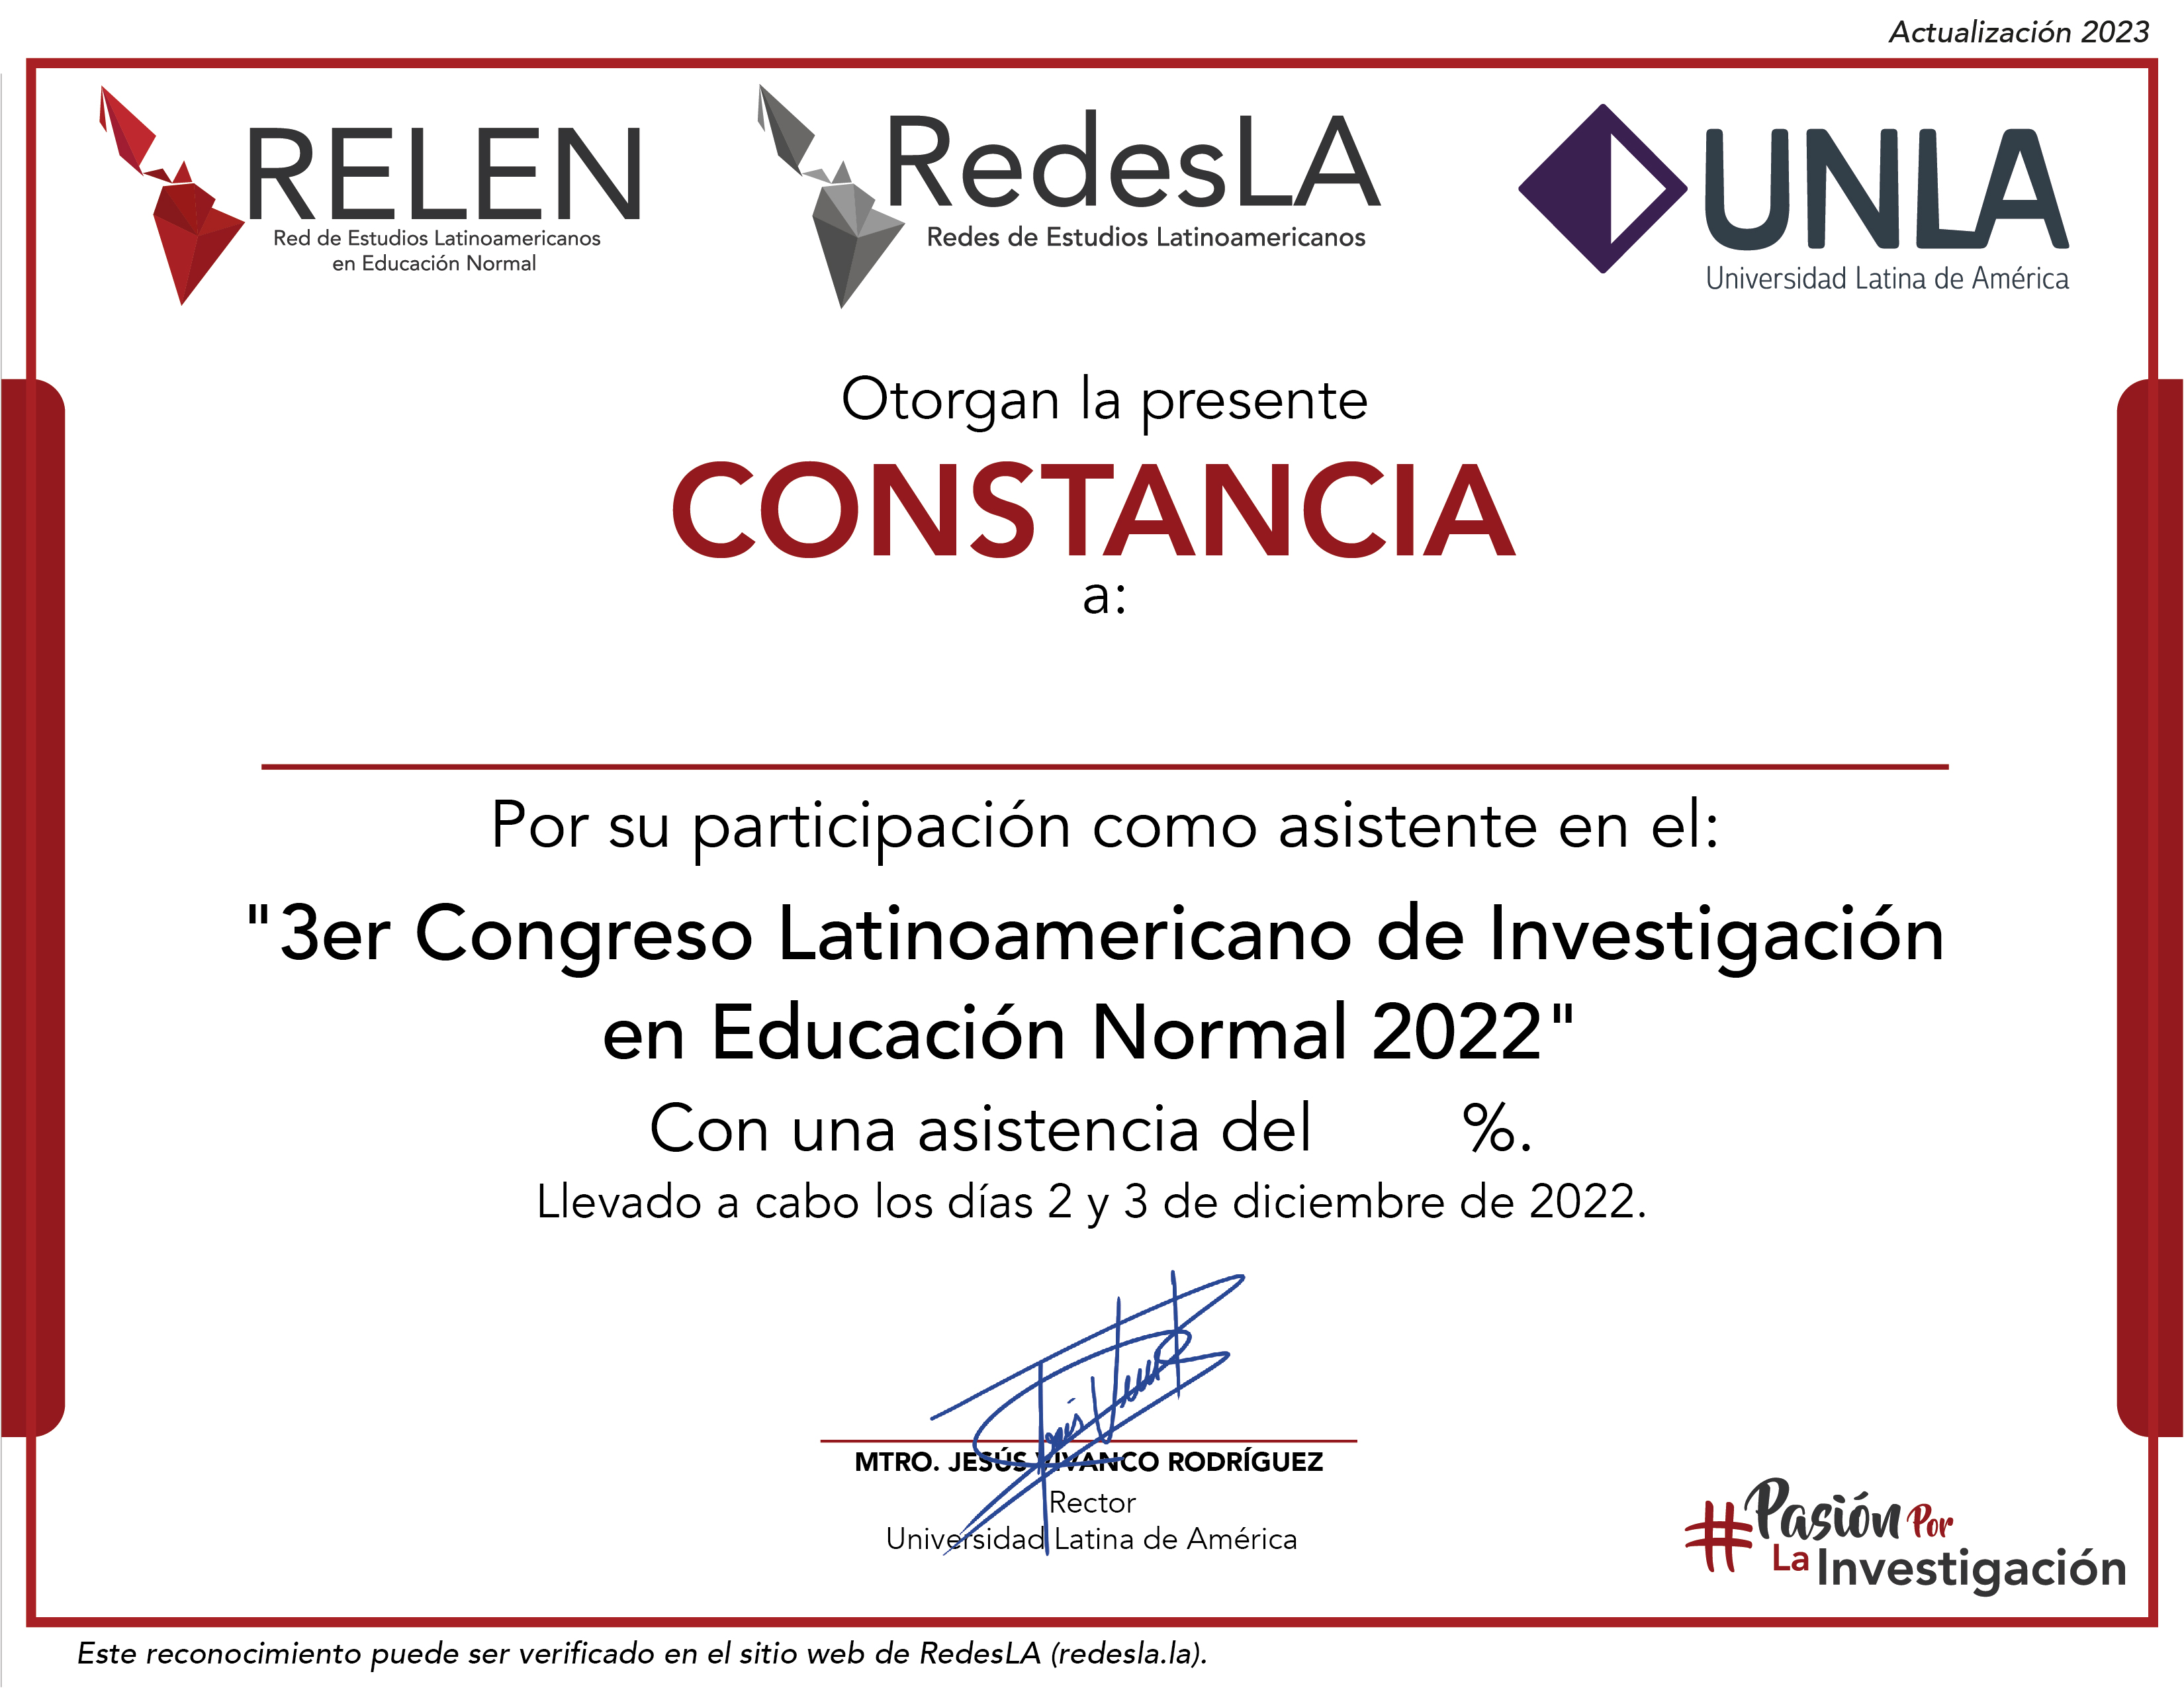 Actualización 2023
RELEN
Red de Estudios Latinoamericanos
en Educación Normal
RedesLA
Redes de Estudios Latinoamericanos
UNLA
Universidad Latina de América
Otorgan la presente
CONSTANCIA
a:
Por su participación como asistente en el:
"3er Congreso Latinoamericano de Investigación
en Educación Normal 2022"
Con una asistencia del %.
Llevado a cabo los días 2 y 3 de diciembre de 2022.
MTRO. JESÚS VIVANCO RODRÍGUEZ
Rector
Universidad Latina de América
#Pasión Por
La Investigación
Este reconocimiento puede ser verificado en el sitio web de RedesLA (redesla.la).